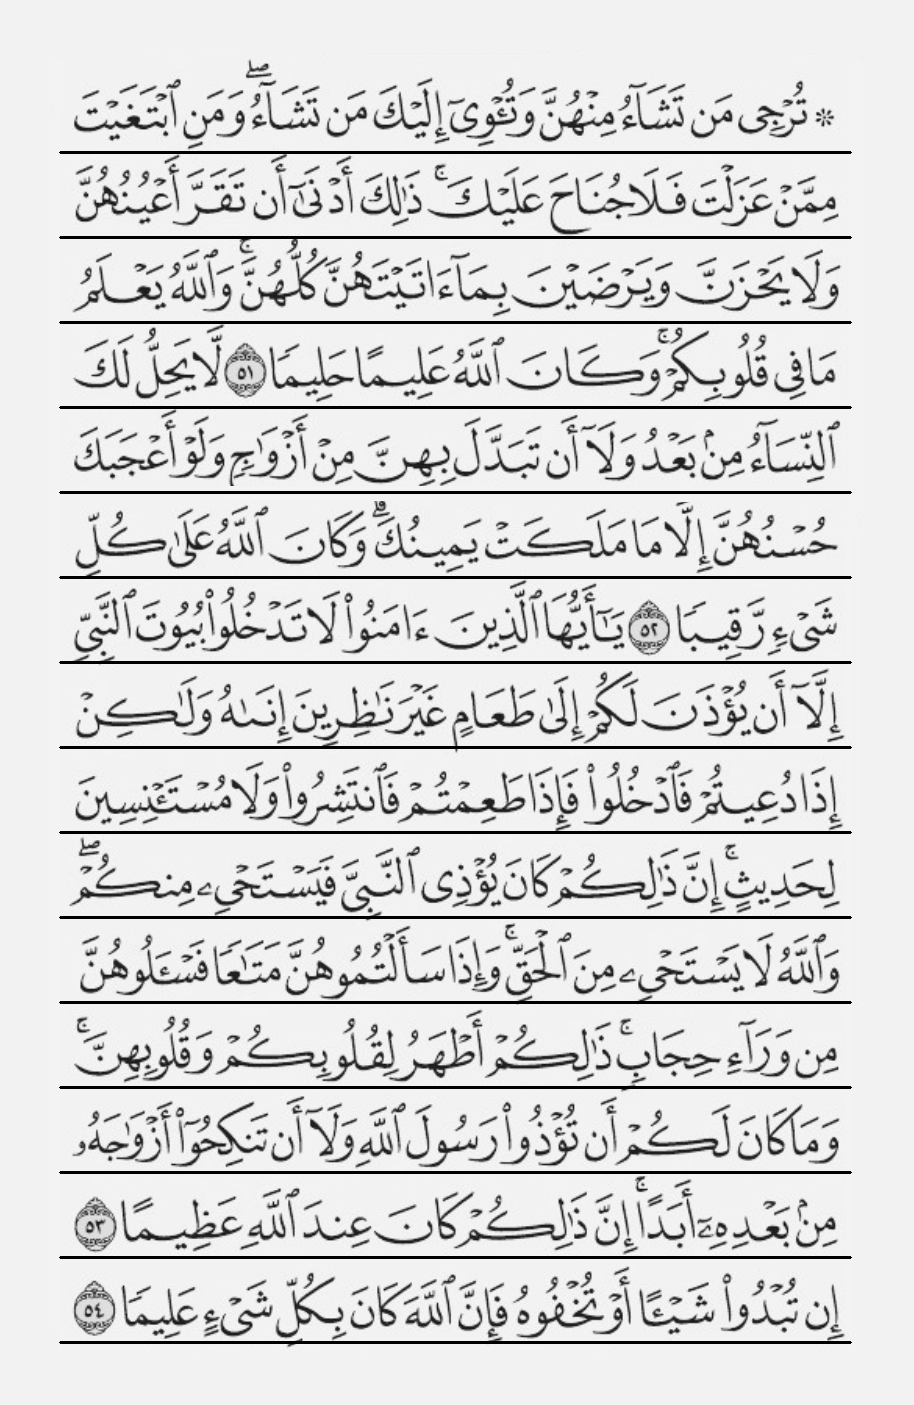 ۞ تُرْجِى مَن تَشَآءُ مِنْهُنَّ وَتُـْٔوِىٓ إِلَيْكَ مَن تَشَآءُ ۖ وَمَنِ ٱبْتَغَيْتَ
مِمَّنْ عَزَلْتَ فَلَا جُنَاحَ عَلَيْكَ ۚ ذَٰلِكَ أَدْنَىٰٓ أَن تَقَرَّ أَعْيُنُهُنَّ
وَلَا يَحْزَنَّ وَيَرْضَيْنَ بِمَآ ءَاتَيْتَهُنَّ كُلُّهُنَّ ۚ وَٱللَّهُ يَعْلَمُ
مَا فِى قُلُوبِكُمْ ۚ وَكَانَ ٱللَّهُ عَلِيمًا حَلِيمًا ٥١ لَّا يَحِلُّ لَكَ
ٱلنِّسَآءُ مِنۢ بَعْدُ وَلَآ أَن تَبَدَّلَ بِهِنَّ مِنْ أَزْوَٰجٍ وَلَوْ أَعْجَبَكَ
حُسْنُهُنَّ إِلَّا مَا مَلَكَتْ يَمِينُكَ ۗ وَكَانَ ٱللَّهُ عَلَىٰ كُلِّ
شَىْءٍ رَّقِيبًا ٥٢ يَـٰٓأَيُّهَا ٱلَّذِينَ ءَامَنُوا۟ لَا تَدْخُلُوا۟ بُيُوتَ ٱلنَّبِىِّ
إِلَّآ أَن يُؤْذَنَ لَكُمْ إِلَىٰ طَعَامٍ غَيْرَ نَـٰظِرِينَ إِنَىٰهُ وَلَـٰكِنْ
إِذَا دُعِيتُمْ فَٱدْخُلُوا۟ فَإِذَا طَعِمْتُمْ فَٱنتَشِرُوا۟ وَلَا مُسْتَـْٔنِسِينَ
لِحَدِيثٍ ۚ إِنَّ ذَٰلِكُمْ كَانَ يُؤْذِى ٱلنَّبِىَّ فَيَسْتَحْىِۦ مِنكُمْ ۖ
وَٱللَّهُ لَا يَسْتَحْىِۦ مِنَ ٱلْحَقِّ ۚ وَإِذَا سَأَلْتُمُوهُنَّ مَتَـٰعًا فَسْـَٔلُوهُنَّ
مِن وَرَآءِ حِجَابٍ ۚ ذَٰلِكُمْ أَطْهَرُ لِقُلُوبِكُمْ وَقُلُوبِهِنَّ ۚ
وَمَا كَانَ لَكُمْ أَن تُؤْذُوا۟ رَسُولَ ٱللَّهِ وَلَآ أَن تَنكِحُوٓا۟ أَزْوَٰجَهُۥ
مِنۢ بَعْدِهِۦٓ أَبَدًا ۚ إِنَّ ذَٰلِكُمْ كَانَ عِندَ ٱللَّهِ عَظِيمًا ٥٣
إِن تُبْدُوا۟ شَيْـًٔا أَوْ تُخْفُوهُ فَإِنَّ ٱللَّهَ كَانَ بِكُلِّ شَىْءٍ عَلِيمًا ٥٤